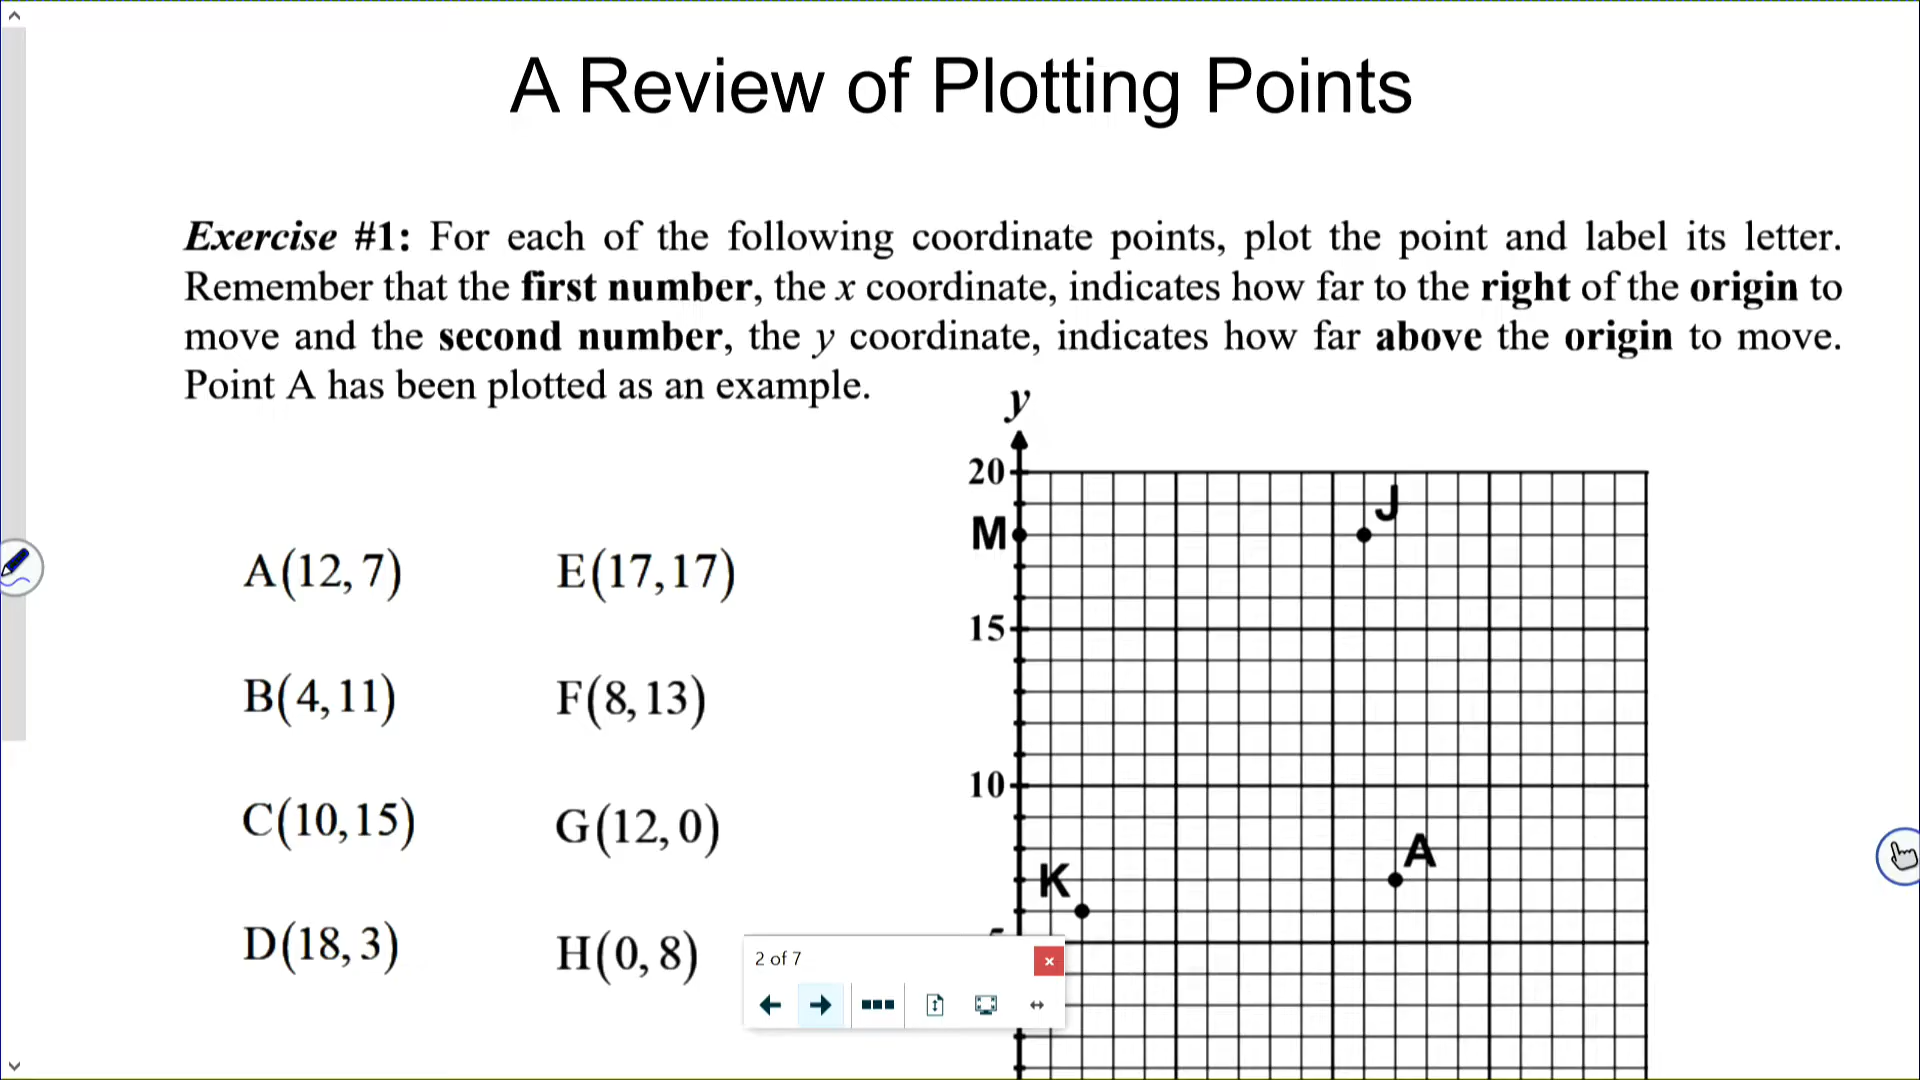 A Review of Plotting Points
Exercise #1: For each of the following coordinate points, plot the point and label its letter.
Remember that the first number, the x coordinate, indicates how far to the right of the origin to
move and the second number, the y coordinate, indicates how far above the origin to move.
Point A has been plotted as an example.
y
20
J
M
A(12, 7)
E(17, 17)
15
B(4, 11)
F(8, 13)
10
C(10, 15)
G(12, 0)
A
K
D(18, 3)
H(0, 8)
2 of 7